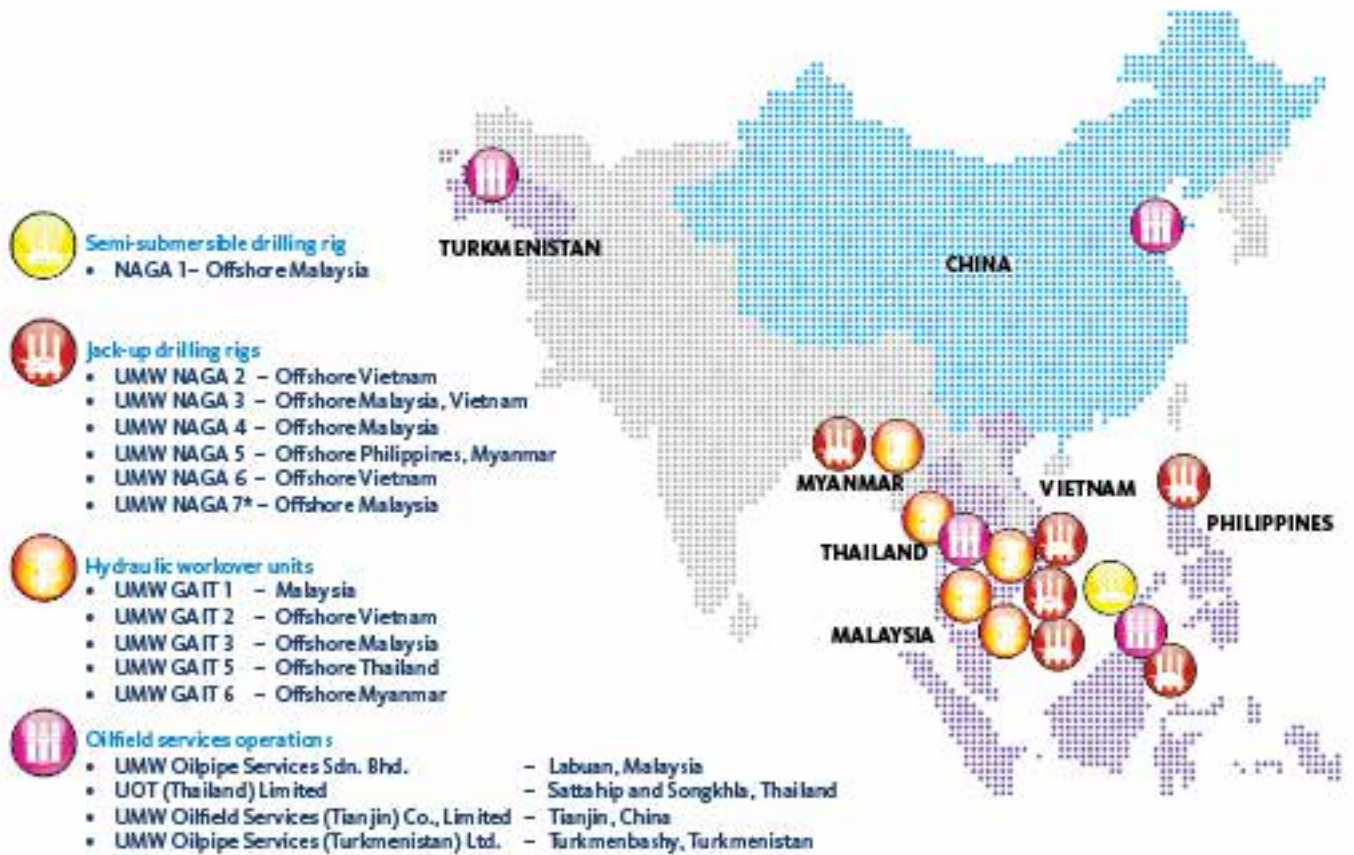 Semi-submersible drilling rig
• NAGA 1 – Offshore Malaysia
Jack-up drilling rigs
• UMW NAGA 2 – Offshore Vietnam
• UMW NAGA 3 – Offshore Malaysia, Vietnam
• UMW NAGA 4 – Offshore Malaysia
• UMW NAGA 5 – Offshore Philippines, Myanmar
• UMW NAGA 6 – Offshore Vietnam
• UMW NAGA 7* – Offshore Malaysia
Hydraulic workover units
• UMW GAIT 1 – Malaysia
• UMW GAIT 2 – Offshore Vietnam
• UMW GAIT 3 – Offshore Malaysia
• UMW GAIT 5 – Offshore Thailand
• UMW GAIT 6 – Offshore Myanmar
Oilfield services operations
• UMW Oilpipe Services Sdn. Bhd. – Labuan, Malaysia
• UOT (Thailand) Limited – Sattahip and Songkhla, Thailand
• UMW Oilfield Services (Tianjin) Co., Limited – Tianjin, China
• UMW Oilpipe Services (Turkmenistan) Ltd. – Turkmenbashy, Turkmenistan
TURKMENISTAN
CHINA
MYANMAR
VIETNAM
PHILIPPINES
THAILAND
MALAYSIA